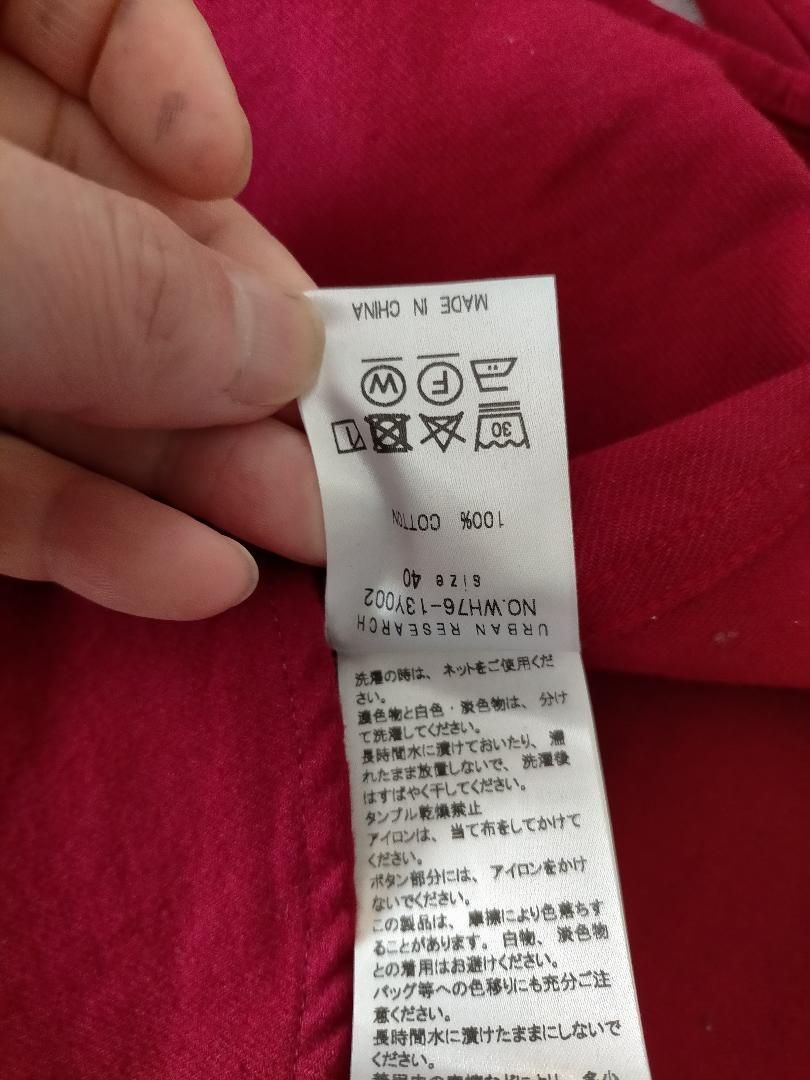 URBAN RESEARCH
NO.WH76-13Y002
size 40
100% COTTON
30
F W
MADE IN CHINA
洗濯の時は、ネットをご使用くだ
さい。
濃色物と白色・淡色物は、分け
て洗濯してください。
長時間水に漬けておいたり、濡
れたまま放置しないで、洗濯後
はすばやく干してください。
タンブル乾燥禁止
アイロンは、当て布をしてかけて
ください。
ボタン部分には、アイロンをかけ
ないでください。
この製品は、摩擦により色落ちす
ることがあります。白物、淡色物
との着用はお避けください。
バッグ等への色移りにも充分ご注
意ください。
長時間水に漬けたままにしないで
ください。